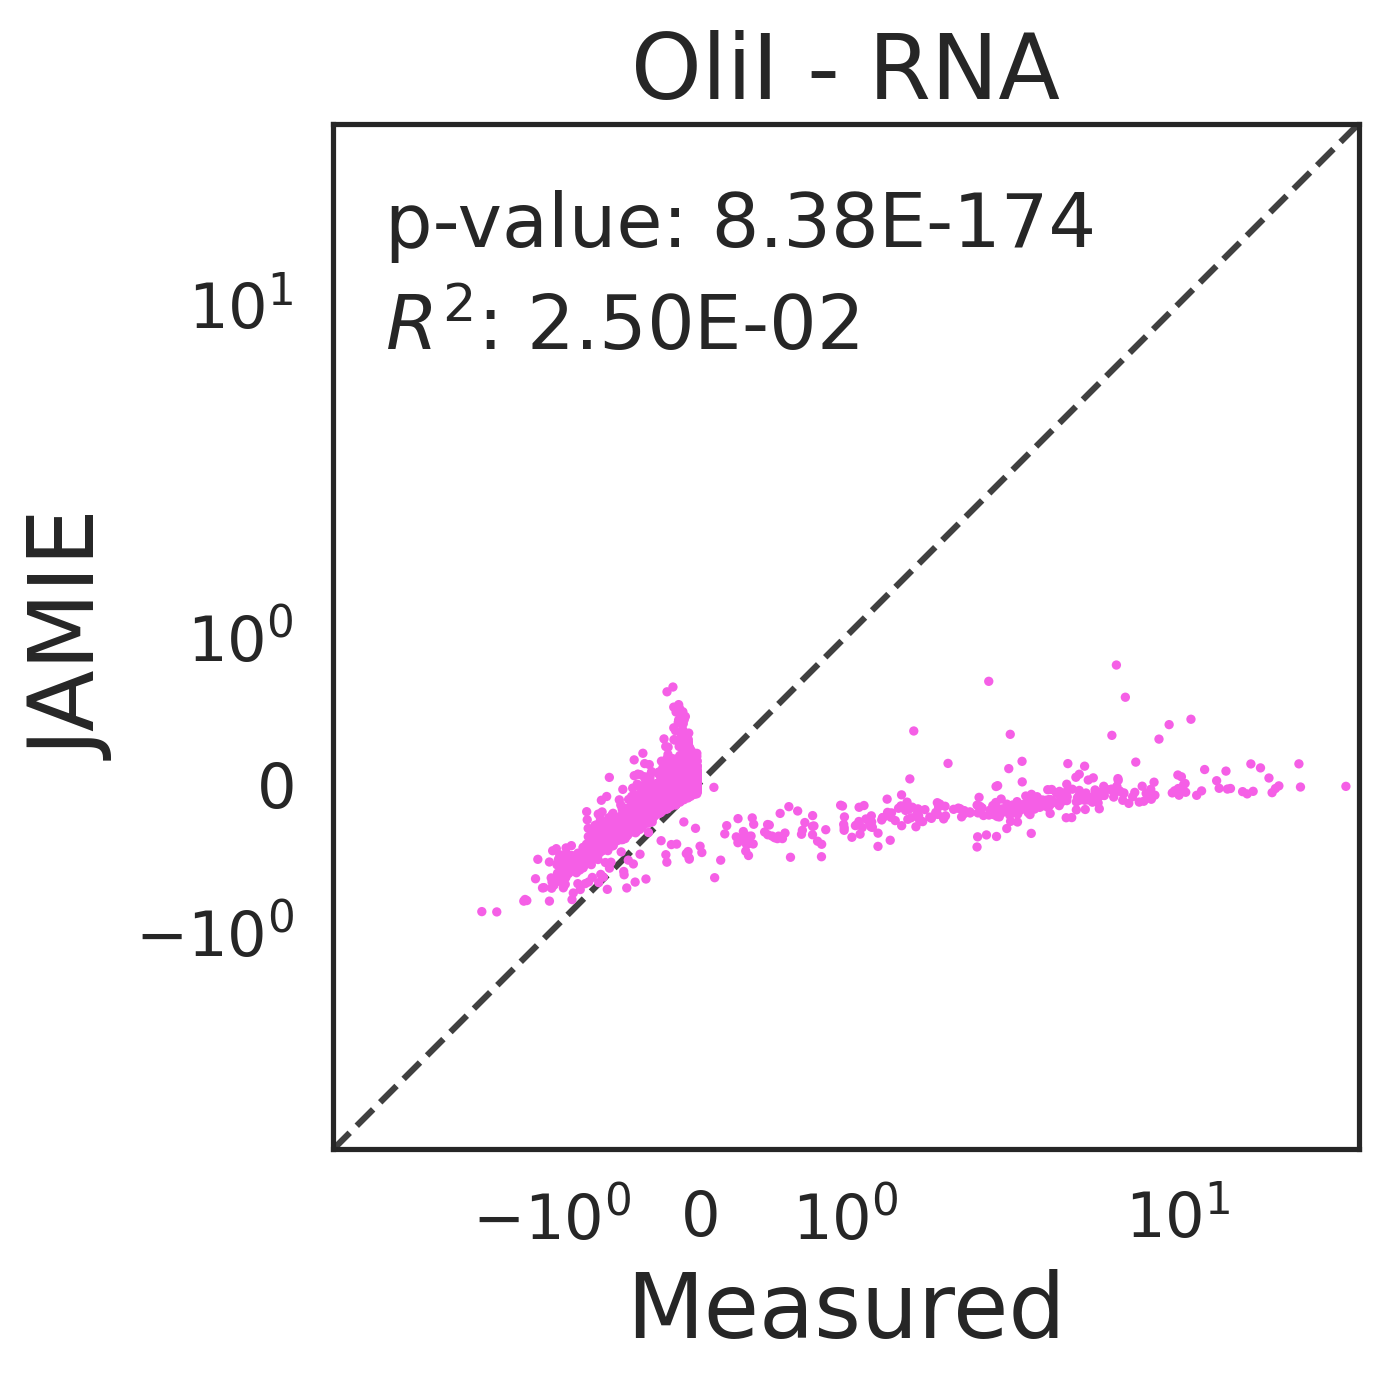 OliI - RNA
p-value: 8.38E-174
R²: 2.50E-02
10¹
10⁰
0
−10⁰
JAMIE
−10⁰ 0 10⁰ 10¹
Measured